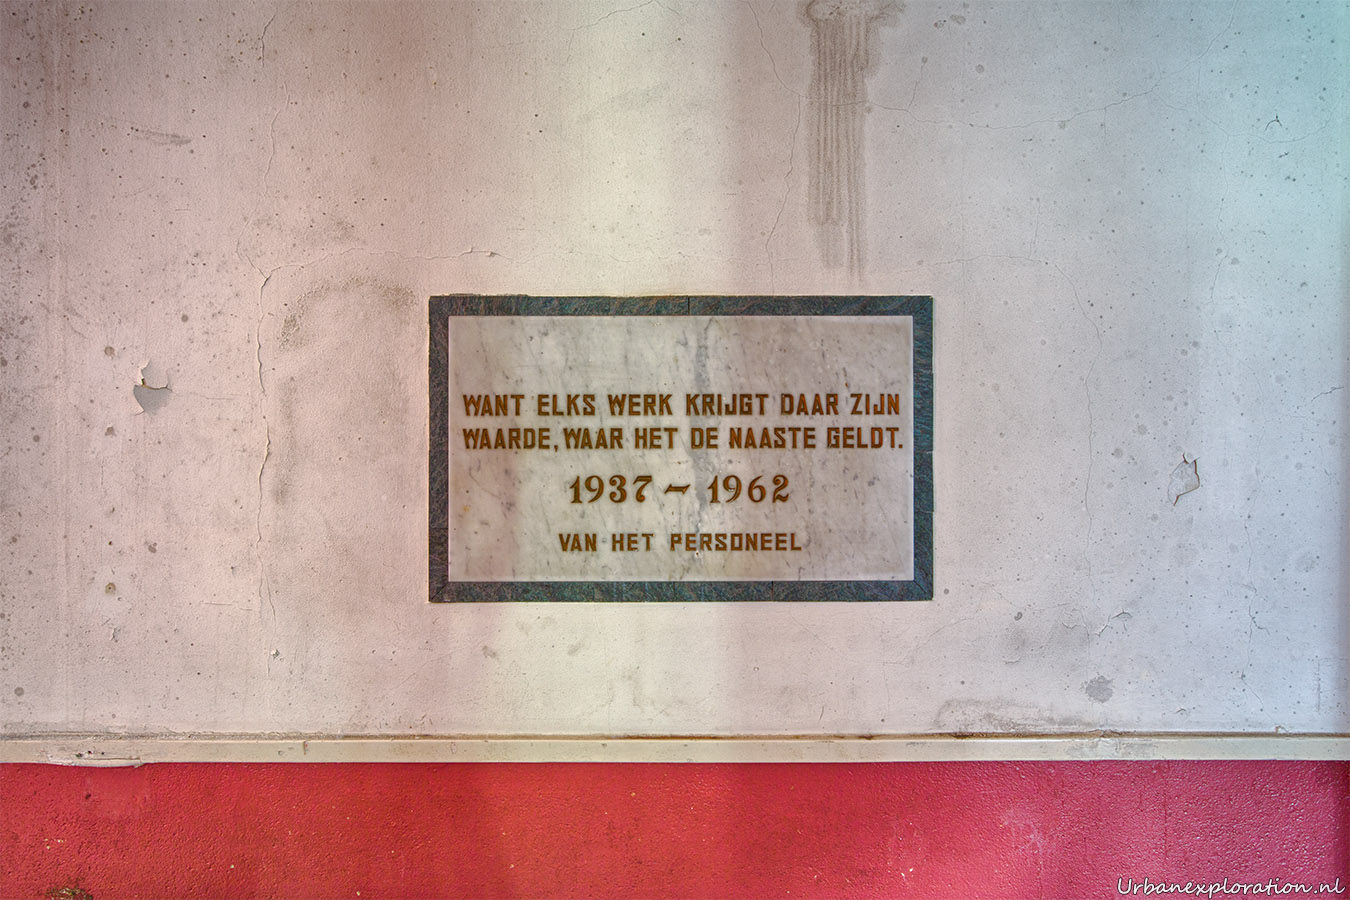 WANT ELKS WERK KRIJGT DAAR ZIJN
WAARDE, WAAR HET DE NAASTE GELDT.
1937 – 1962
VAN HET PERSONEEL
Urbanexploration.nl